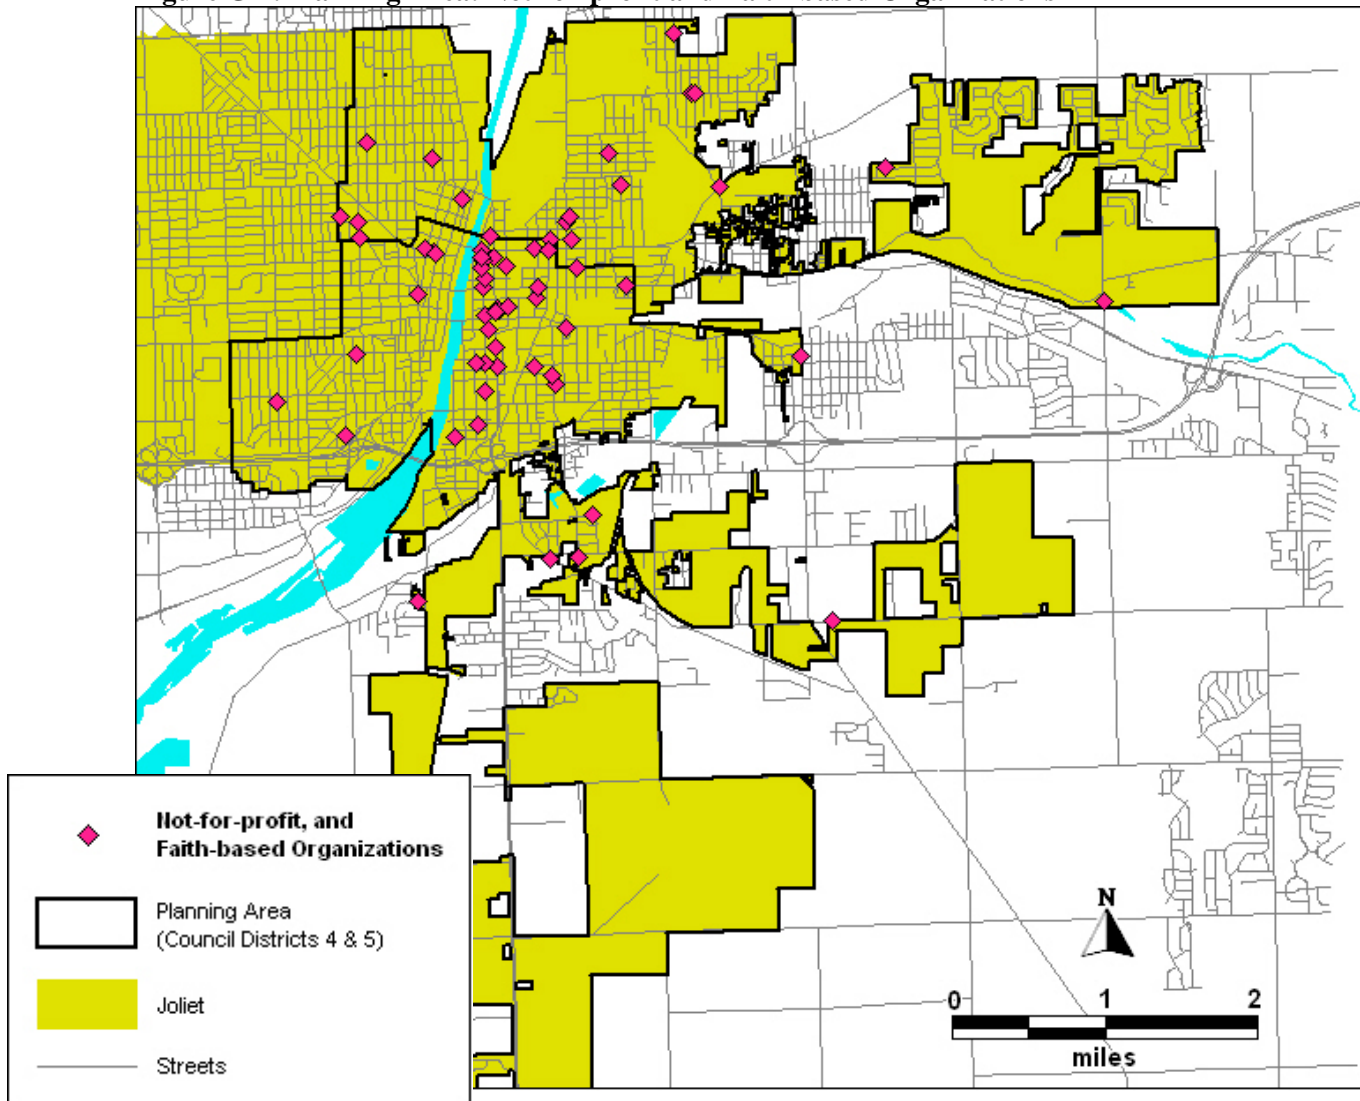 Not-for-profit, and
Faith-based Organizations
Planning Area
(Council Districts 4 & 5)
Joliet
Streets
N
0 1 2
miles